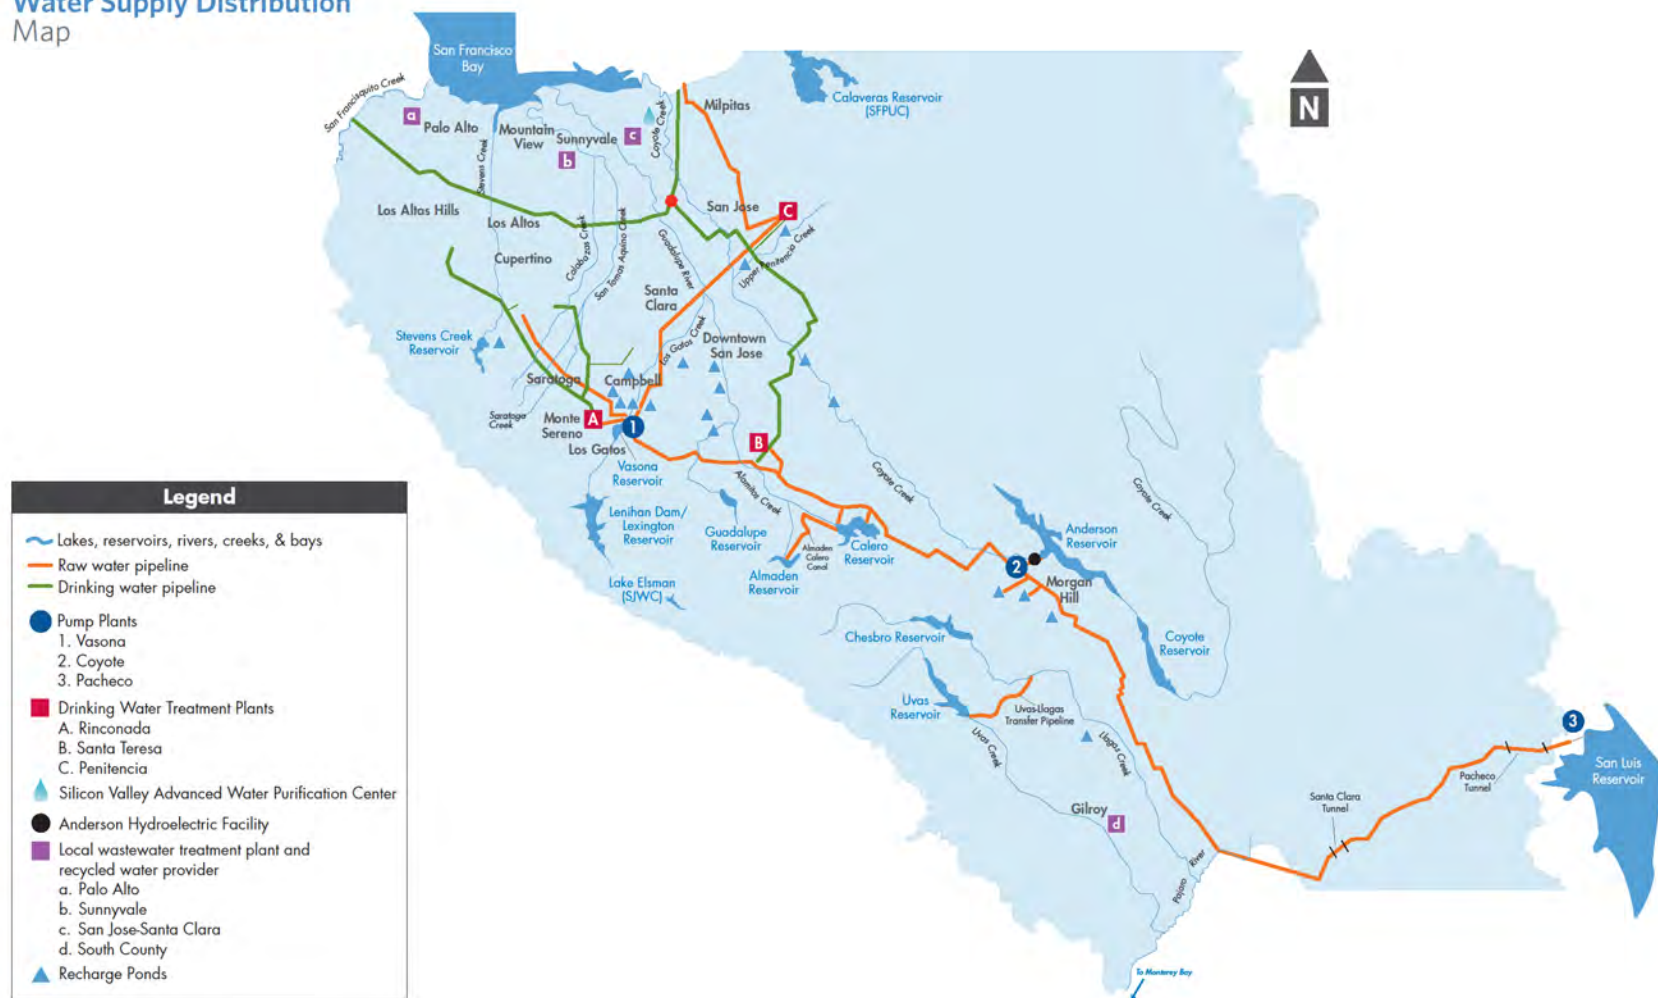 Water Supply Distribution
Map
San Francisco
Bay
San Francisquito Creek
a
Palo Alto
Mountain
View
Sunnyvale
b
c
Coyote Creek
Milpitas
Calaveras Reservoir
(SFPUC)
N
Stevens Creek
Los Altos Hills
Los Altos
Cupertino
Calabazas Creek
San Tomas Aquino Creek
Guadalupe River
San Jose
C
Upper Penitencia Creek
Santa
Clara
Los Gatos Creek
Downtown
San Jose
Stevens Creek
Reservoir
Saratoga
Campbell
Saratoga
Creek
Monte
Sereno
A
1
Los Gatos
B
Vasona
Reservoir
Alamitos Creek
Coyote Creek
Coyote Creek
Lenihan Dam/
Lexington
Reservoir
Guadalupe
Reservoir
Almaden
Calero
Canal
Calero
Reservoir
Anderson
Reservoir
2
Lake Elsman
(SJWC)
Almaden
Reservoir
Morgan
Hill
Chesbro Reservoir
Coyote
Reservoir
Uvas
Reservoir
Uvas-Llagas
Transfer Pipeline
Uvas Creek
Llagas Creek
3
San Luis
Reservoir
Pacheco
Tunnel
Santa Clara
Tunnel
Gilroy
d
Pajaro River
To Monterey Bay
Legend
Lakes, reservoirs, rivers, creeks, & bays
Raw water pipeline
Drinking water pipeline
Pump Plants
1. Vasona
2. Coyote
3. Pacheco
Drinking Water Treatment Plants
A. Rinconada
B. Santa Teresa
C. Penitencia
Silicon Valley Advanced Water Purification Center
Anderson Hydroelectric Facility
Local wastewater treatment plant and
recycled water provider
a. Palo Alto
b. Sunnyvale
c. San Jose-Santa Clara
d. South County
Recharge Ponds